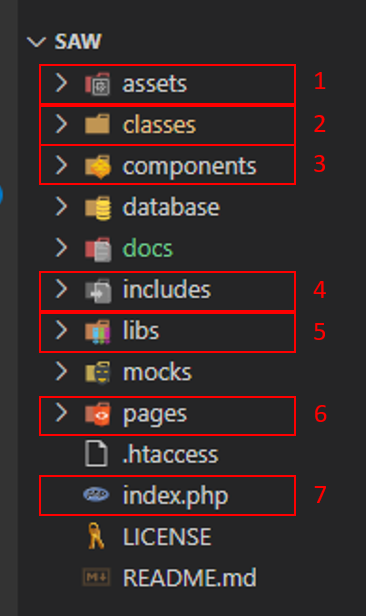 SAW
assets 1
classes 2
components 3
database
docs
includes 4
libs 5
mocks
pages 6
.htaccess
index.php 7
LICENSE
README.md